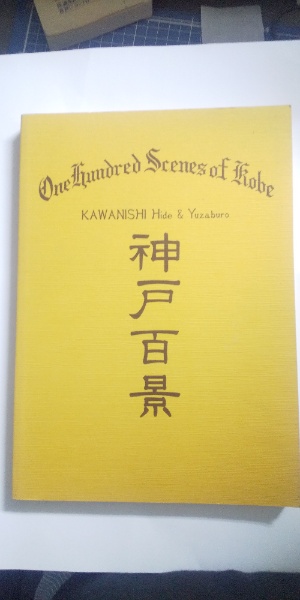 One Hundred Scenes of Kobe
KAWANISHI Hide & Yuzaburo
神戸百景